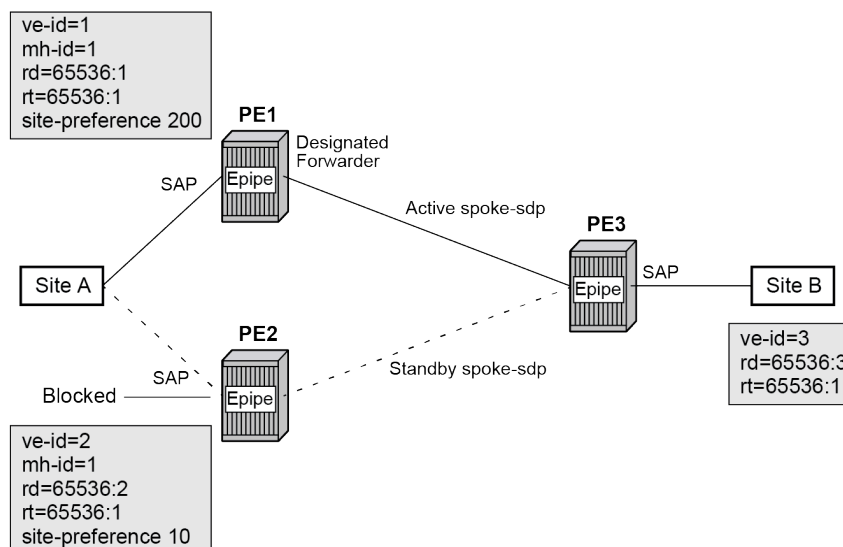 ve-id=1
mh-id=1
rd=65536:1
rt=65536:1
site-preference 200
PE1
Designated
Forwarder
Epipe
SAP
Active spoke-sdp
PE3
Epipe
SAP
Site A
Site B
PE2
SAP
Standby spoke-sdp
Blocked
Epipe
ve-id=3
rd=65536:3
rt=65536:1
ve-id=2
mh-id=1
rd=65536:2
rt=65536:1
site-preference 10